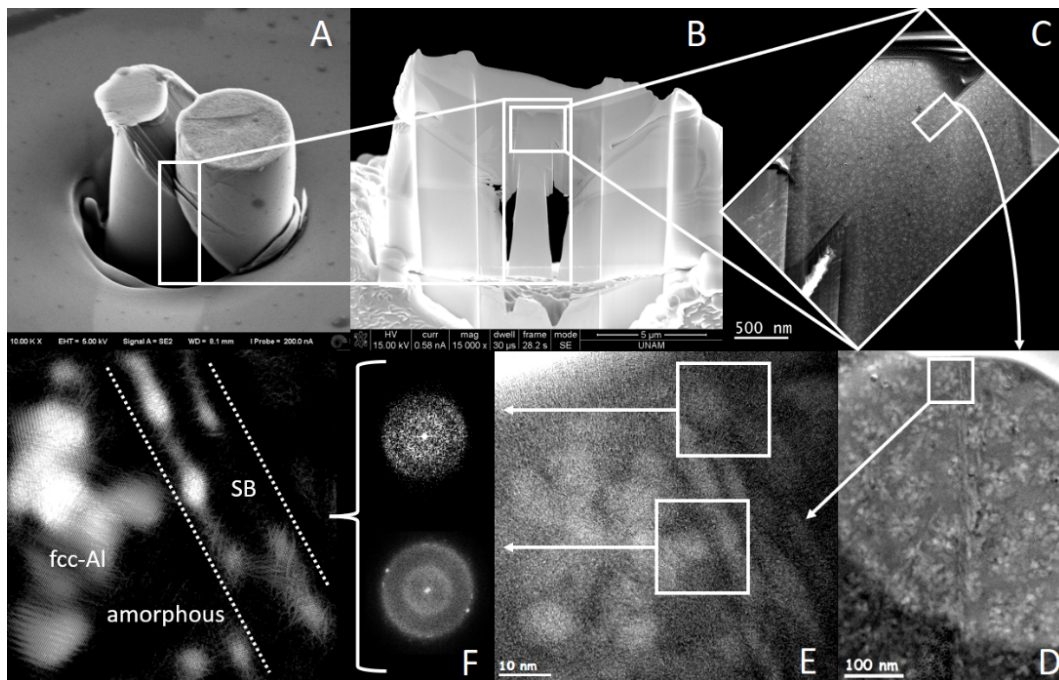 A
B
C
10.00 K X EHT = 5.00 kV Signal A = SE2 WD = 9.1 mm I Probe = 200.0 nA
HV curr mag dwell frame mode 5 µm
15.00 kV 0.58 nA 15 000 x 30 µs 28.2 s SE UNAM
500 nm
SB
fcc-Al
amorphous
F
10 nm
E
100 nm
D